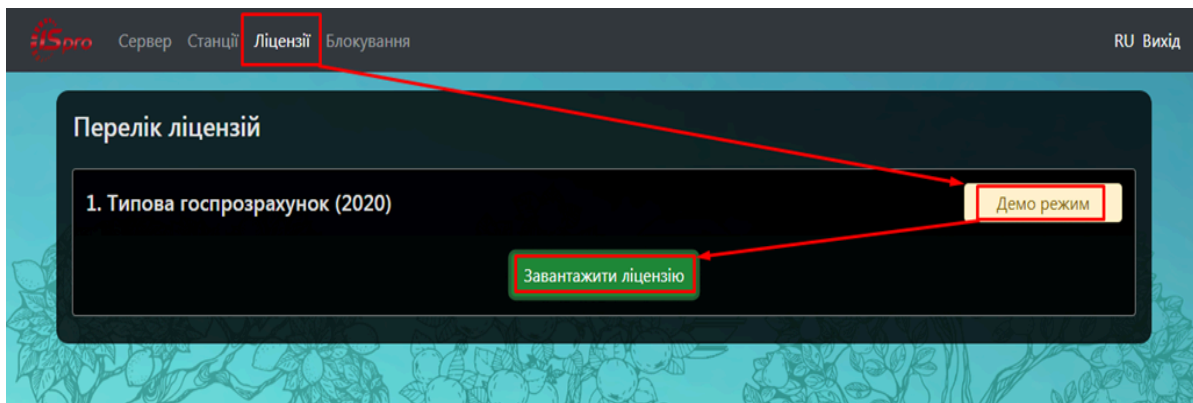 iSpro Сервер Станції Ліцензії Блокування RU Вихід
Перелік ліцензій
1. Типова госпрозрахунок (2020) Демо режим
Завантажити ліцензію